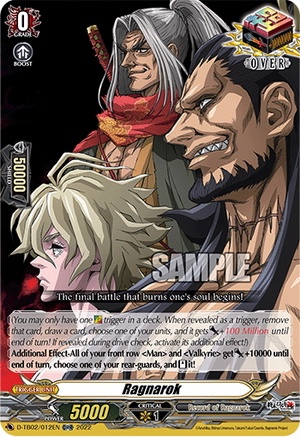 0
GRADE
BOOST
OVER
50000
SHIELD
SAMPLE
The final battle that burns one's soul begins!
(You may only have one trigger in a deck. When revealed as a trigger, remove
that card, draw a card, choose one of your units, and it gets +100 Million until
end of turn! If revealed during drive check, activate its additional effect!)
Additional Effect-All of your front row <Man> and <Valkyrie> get +10000 until
end of turn, choose one of your rear-guards, and it!
Ragnarok
TRIGGER UNIT
POWER 5000
CRITICAL
1
Record of Ragnarok
D-TB02/012EN 2022